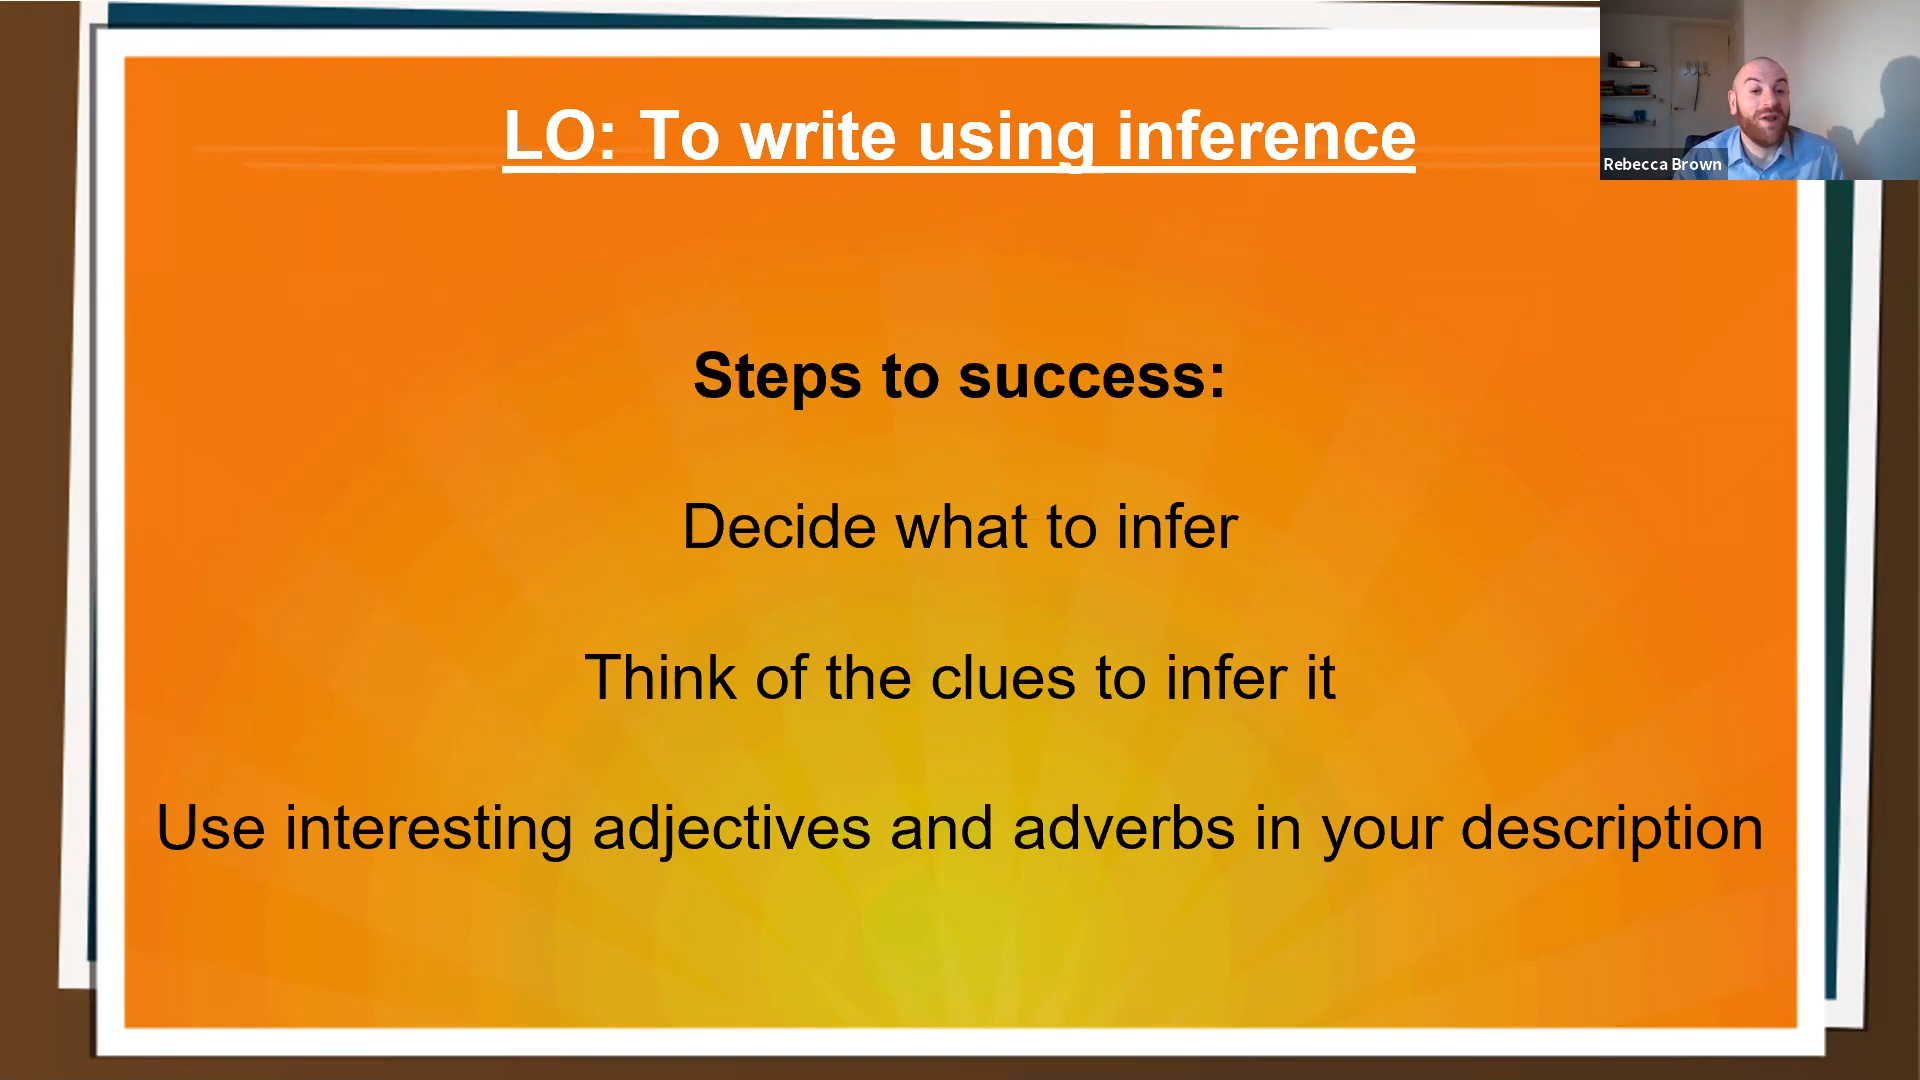 LO: To write using inference
Rebecca Brown
Steps to success:
Decide what to infer
Think of the clues to infer it
Use interesting adjectives and adverbs in your description